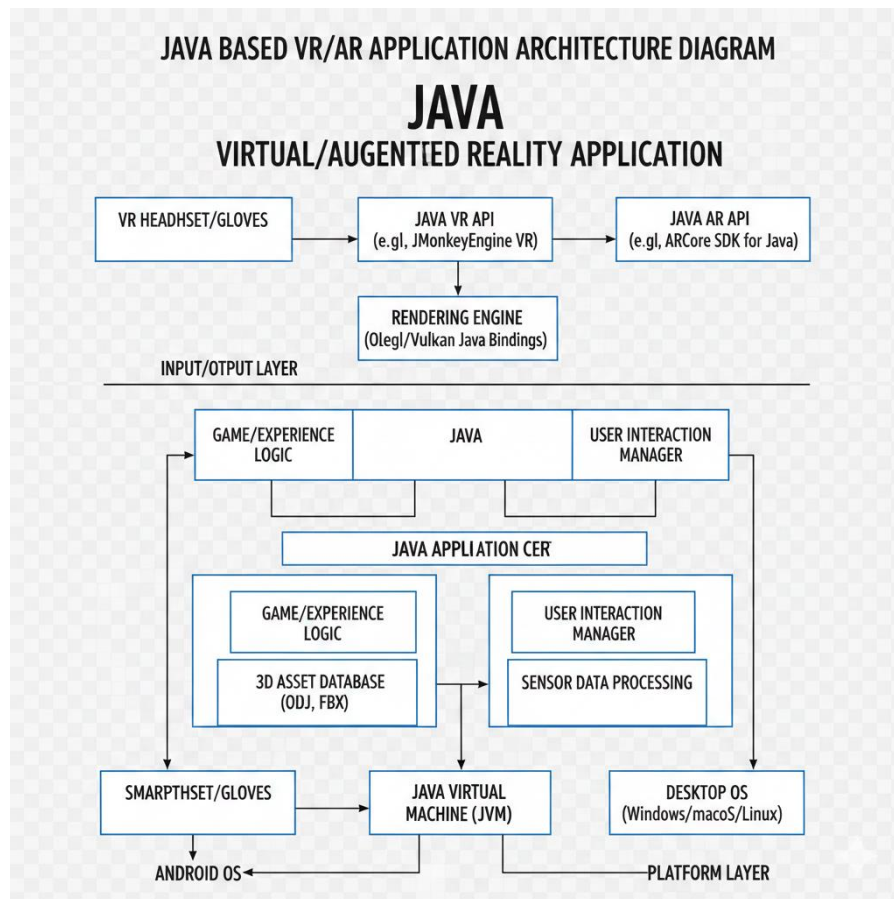 JAVA BASED VR/AR APPLICATION ARCHITECTURE DIAGRAM
JAVA
VIRTUAL/AUGENTIED REALITY APPLICATION
VR HEADHSET/GLOVES
JAVA VR API
(e.gl, JMonkeyEngine VR)
JAVA AR API
(e.gl, ARCore SDK for Java)
RENDERING ENGINE
(Olegl/Vulkan Java Bindings)
INPUT/OTPUT LAYER
GAME/EXPERIENCE
LOGIC
JAVA
USER INTERACTION
MANAGER
JAVA APPLIATION CER
GAME/EXPERIENCE
LOGIC
USER INTERACTION
MANAGER
3D ASSET DATABASE
(ODJ, FBX)
SENSOR DATA PROCESSING
SMARPTHSET/GLOVES
JAVA VIRTUAL
MACHINE (JVM)
DESKTOP OS
(Windows/macoS/Linux)
ANDROID OS
PLATFORM LAYER